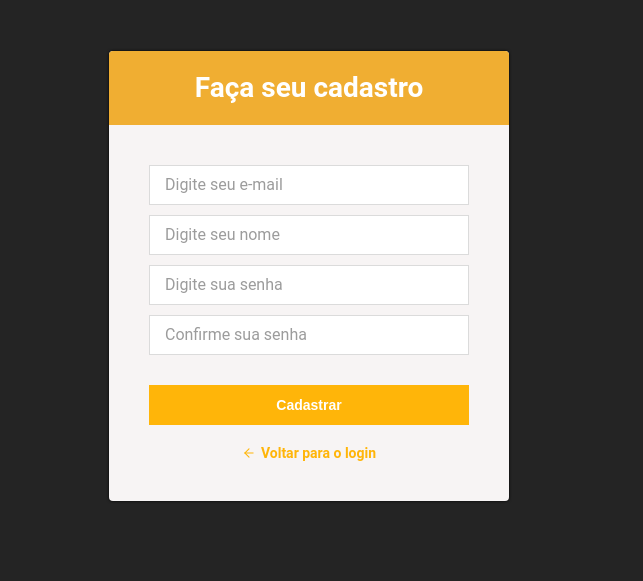 Faça seu cadastro
Digite seu e-mail
Digite seu nome
Digite sua senha
Confirme sua senha
Cadastrar
← Voltar para o login